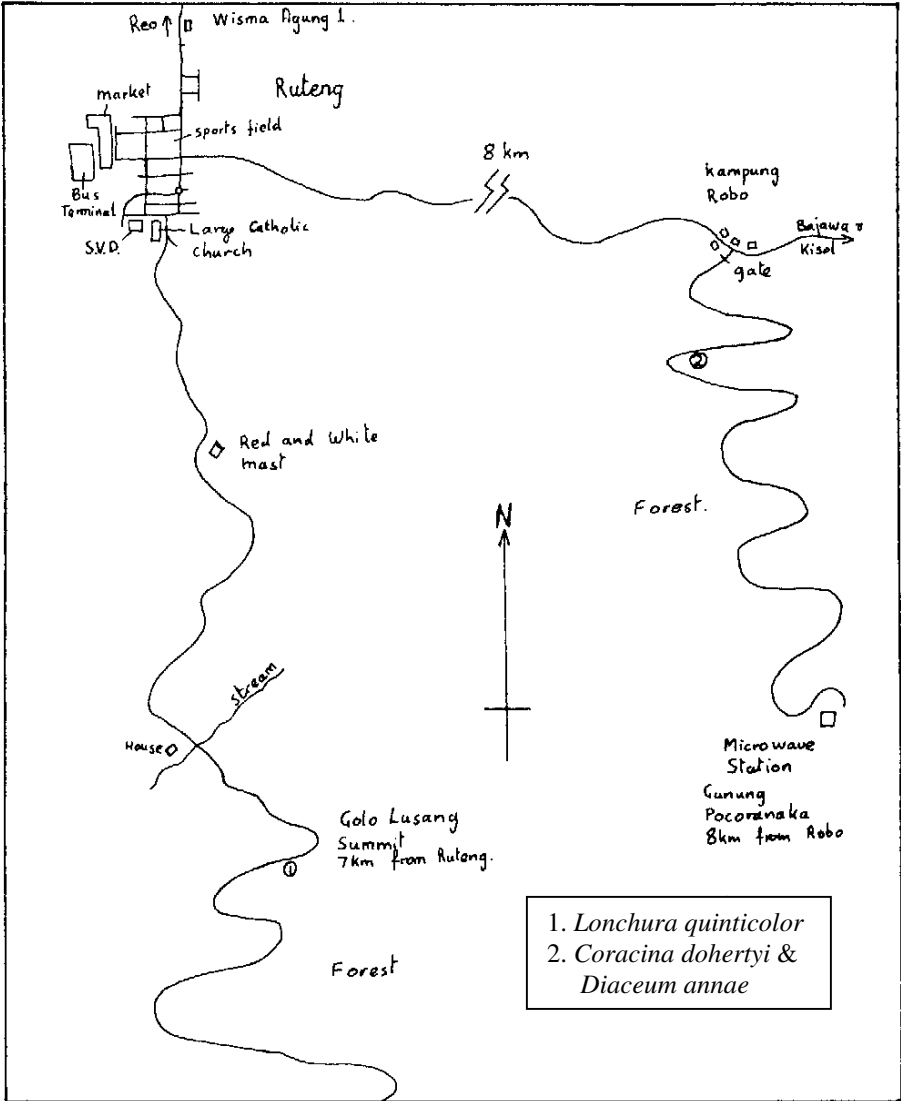 Reo ↑
Wisma Agung 1.
market
Ruteng
sports field
8 km
Bus
Terminal
kampung
Robo
S.V.D.
Large Catholic
Church
Bajawa &
Kisol
gate
②
Red and White
mast
Forest.
N
stream
House
Microwave
Station
Gunung
Pocoranaka
8km from Robo
Golo Lusang
Summit
7km from Ruteng.
①
Forest
1. Lonchura quinticolor
2. Coracina dohertyi &
Diaceum annae